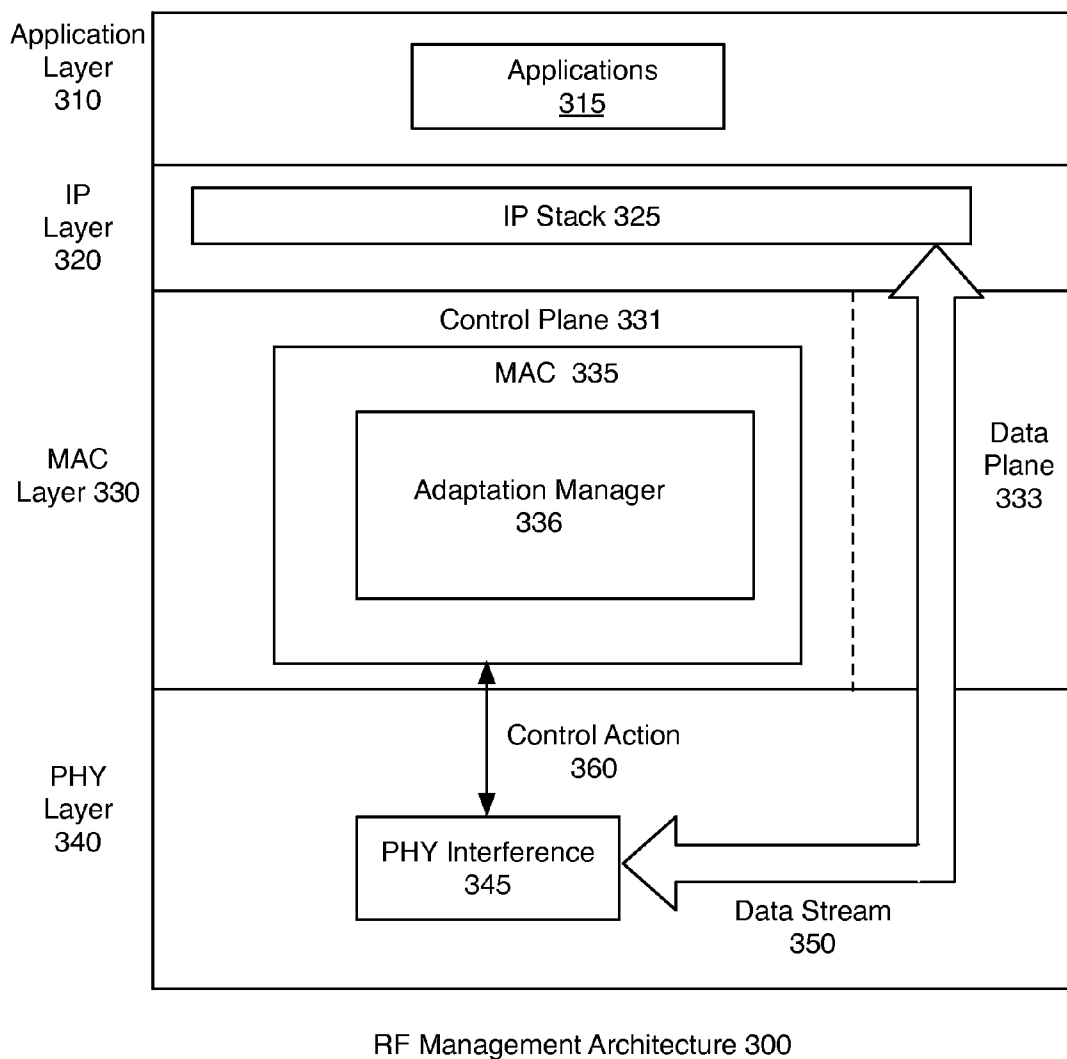 Application
Layer
310
Applications
315
IP
Layer
320
IP Stack 325
Control Plane 331
MAC 335
MAC
Layer 330
Adaptation Manager
336
Data
Plane
333
Control Action
360
PHY
Layer
340
PHY Interference
345
Data Stream
350
RF Management Architecture 300